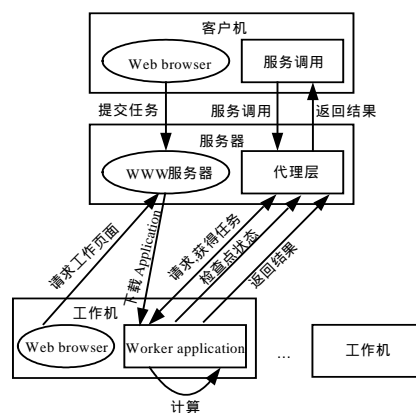 客户机
Web browser
服务调用
提交任务
服务调用
返回结果
服务器
WWW服务器
代理层
请求工作页面
下载 Application
请求,获得任务
检查点状态
返回结果
工作机
Web browser
Worker application
…
工作机
计算